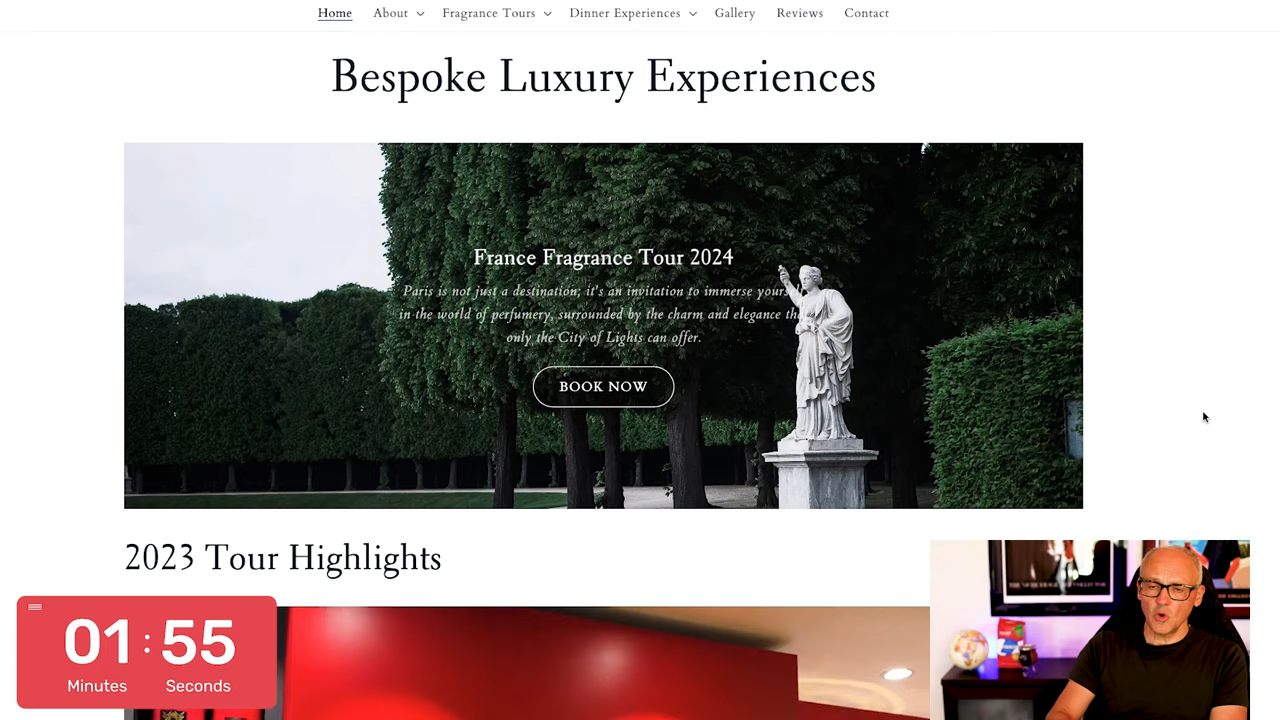 Home About Fragrance Tours Dinner Experiences Gallery Reviews Contact
Bespoke Luxury Experiences
France Fragrance Tour 2024
Paris is not just a destination; it's an invitation to immerse yourself
in the world of perfumery, surrounded by the charm and elegance that
only the City of Lights can offer.
BOOK NOW
2023 Tour Highlights
01 : 55
Minutes Seconds